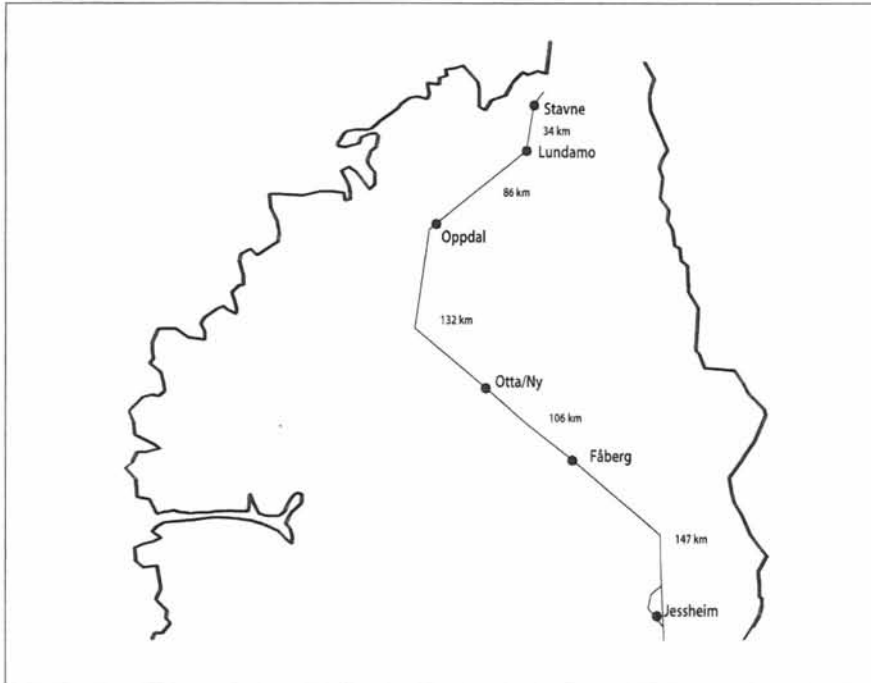 Stavne
34 km
Lundamo
86 km
Oppdal
132 km
Otta/Ny
106 km
Fåberg
147 km
Jessheim